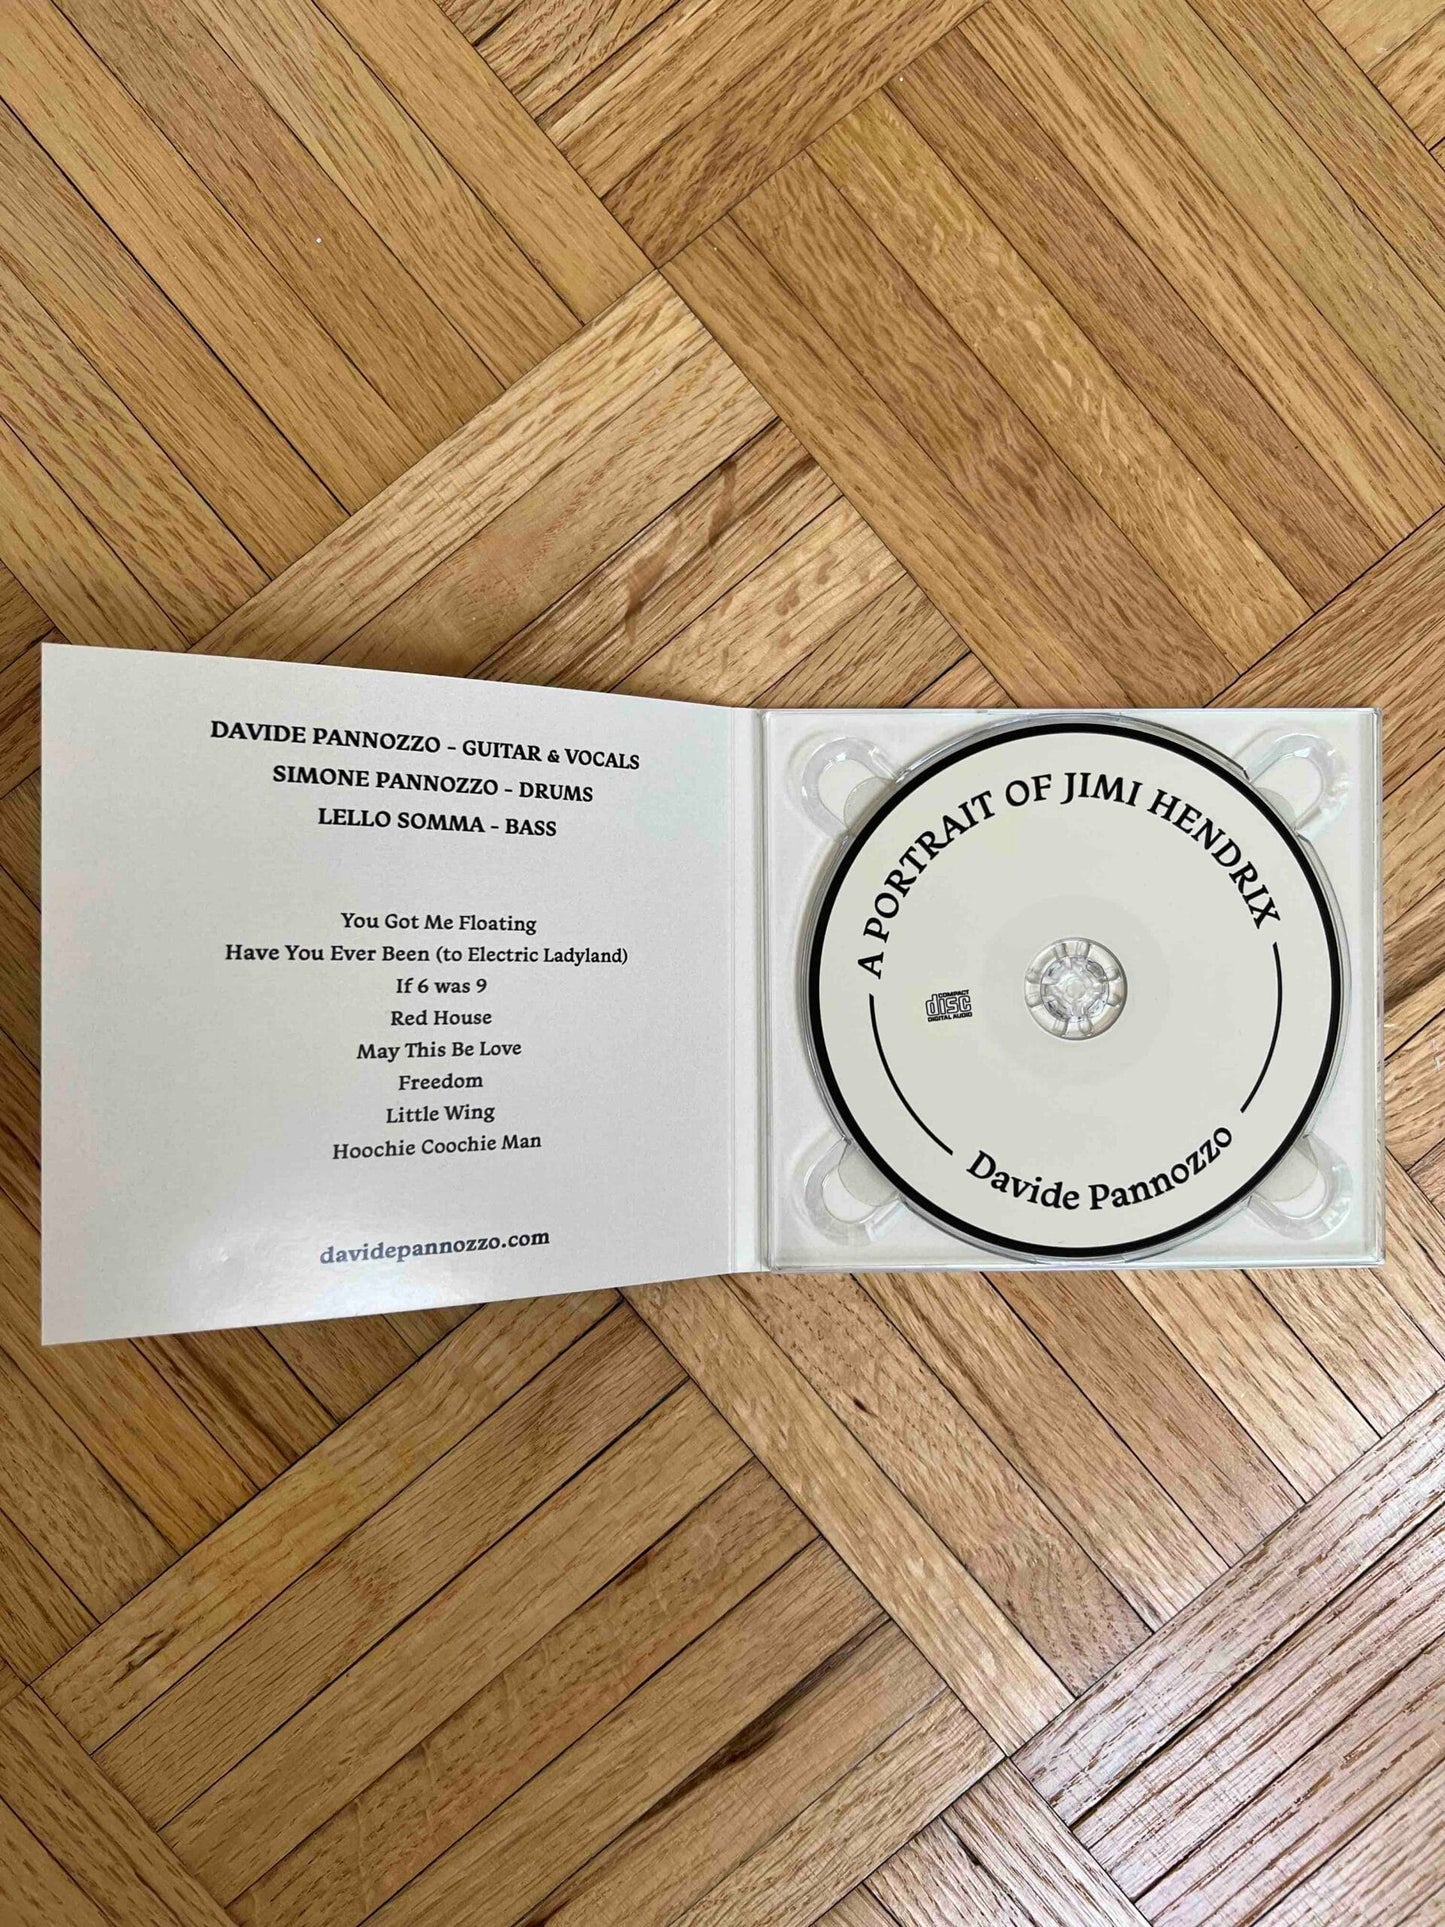 DAVIDE PANNOZZO - GUITAR & VOCALS
SIMONE PANNOZZO - DRUMS
LELLO SOMMA - BASS
You Got Me Floating
Have You Ever Been (to Electric Ladyland)
If 6 was 9
Red House
May This Be Love
Freedom
Little Wing
Hoochie Coochie Man
davidepannozzo.com
A PORTRAIT OF JIMI HENDRIX
COMPACT
disc
DIGITAL AUDIO
Davide Pannozzo